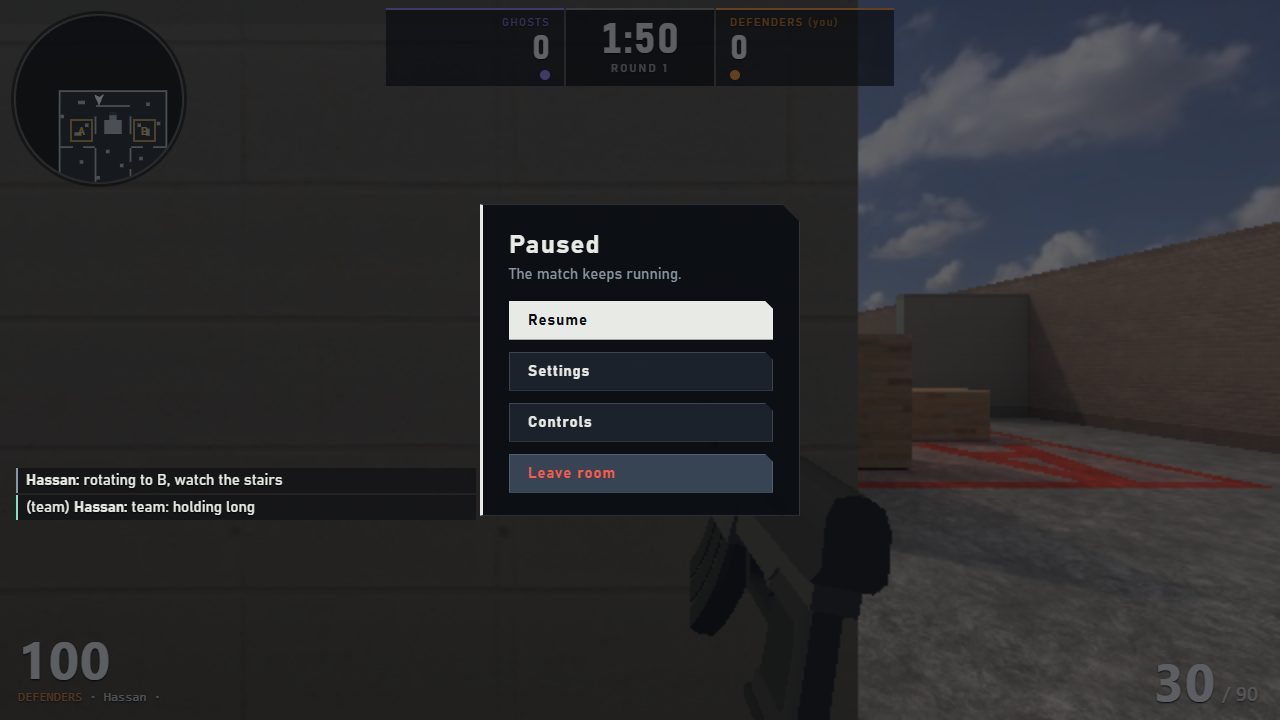 GHOSTS
0
1:50
ROUND 1
DEFENDERS (you)
0
A
B
Paused
The match keeps running.
Resume
Settings
Controls
Leave room
Hassan: rotating to B, watch the stairs
(team) Hassan: team: holding long
A
100
DEFENDERS · Hassan ·
30 / 90